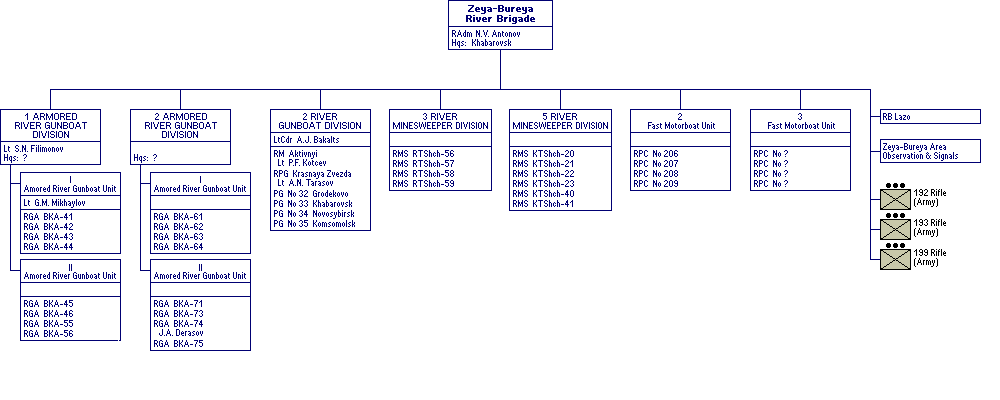 Zeya-Bureya
River Brigade
RAdm N.V. Antonov
Hqs: Khabarovsk
1 ARMORED
RIVER GUNBOAT
DIVISION
Lt S.N. Filimonov
Hqs: ?
I
Amored River Gunboat Unit
Lt G.M. Mikhaylov
RGA BKA-41
RGA BKA-42
RGA BKA-43
RGA BKA-44
II
Amored River Gunboat Unit
RGA BKA-45
RGA BKA-46
RGA BKA-55
RGA BKA-56
2 ARMORED
RIVER GUNBOAT
DIVISION
Hqs: ?
I
Amored River Gunboat Unit
RGA BKA-61
RGA BKA-62
RGA BKA-63
RGA BKA-64
II
Amored River Gunboat Unit
RGA BKA-71
RGA BKA-73
RGA BKA-74
J.A. Derasov
RGA BKA-75
2 RIVER
GUNBOAT DIVISION
LtCdr A.J. Bakalts
RM Aktivnyi
Lt P.F. Kotcev
RPG Krasnaya Zvezda
Lt A.N. Tarasov
PG No 32 Grodekovo
PG No 33 Khabarovsk
PG No 34 Novosybirsk
PG No 35 Komsomolsk
3 RIVER
MINESWEEPER DIVISION
RMS RTShch-56
RMS RTShch-57
RMS RTShch-58
RMS RTShch-59
5 RIVER
MINESWEEPER DIVISION
RMS KTShch-20
RMS KTShch-21
RMS KTShch-22
RMS KTShch-23
RMS KTShch-40
RMS KTShch-41
2
Fast Motorboat Unit
RPC No 206
RPC No 207
RPC No 208
RPC No 209
3
Fast Motorboat Unit
RPC No ?
RPC No ?
RPC No ?
RPC No ?
RB Lazo
Zeya-Bureya Area
Observation & Signals
192 Rifle
(Army)
193 Rifle
(Army)
199 Rifle
(Army)